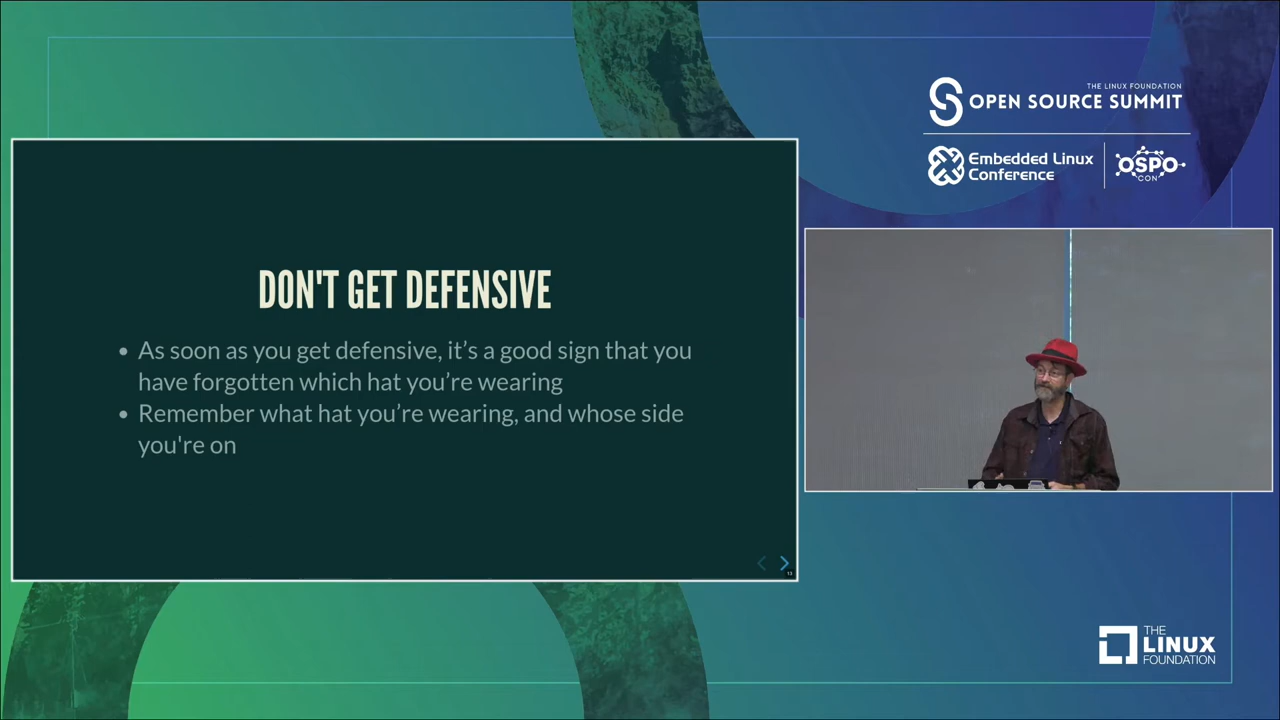 THE LINUX FOUNDATION
OPEN SOURCE SUMMIT
Embedded Linux
Conference
OSPO
CON
DON'T GET DEFENSIVE
• As soon as you get defensive, it’s a good sign that you
have forgotten which hat you’re wearing
• Remember what hat you’re wearing, and whose side
you're on
13
THE
LINUX
FOUNDATION